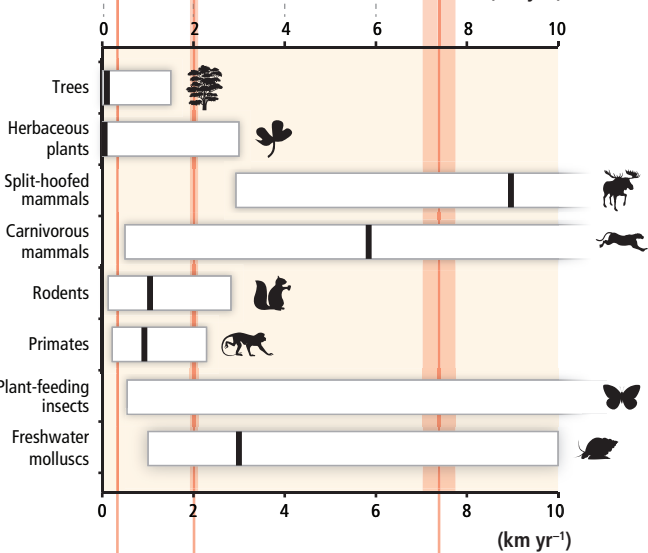 0 2 4 6 8 10
Trees
Herbaceous
plants
Split-hoofed
mammals
Carnivorous
mammals
Rodents
Primates
Plant-feeding
insects
Freshwater
molluscs
0 2 4 6 8 10
(km yr⁻¹)